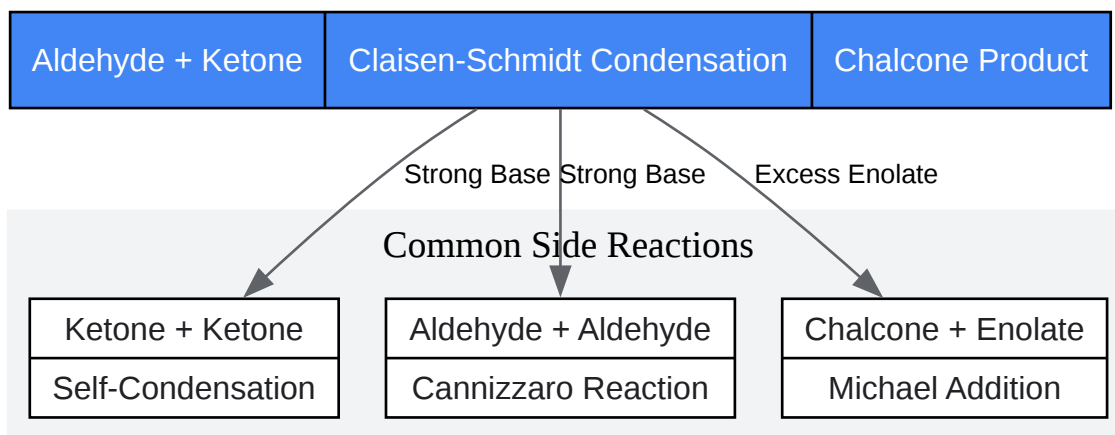 Aldehyde + Ketone
Claisen-Schmidt Condensation
Chalcone Product
Strong Base
Strong Base
Excess Enolate
Common Side Reactions
Ketone + Ketone
Self-Condensation
Aldehyde + Aldehyde
Cannizzaro Reaction
Chalcone + Enolate
Michael Addition